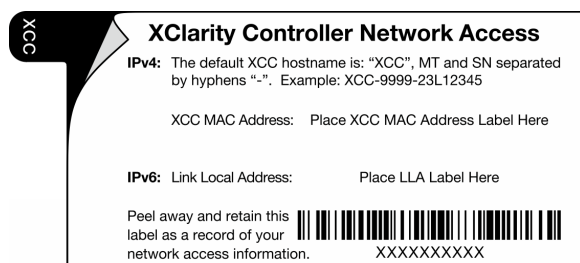 XCC
XClarity Controller Network Access
IPv4: The default XCC hostname is: “XCC”, MT and SN separated
by hyphens “-”. Example: XCC-9999-23L12345
XCC MAC Address: Place XCC MAC Address Label Here
IPv6: Link Local Address: Place LLA Label Here
Peel away and retain this
label as a record of your
network access information.
XXXXXXXXXX